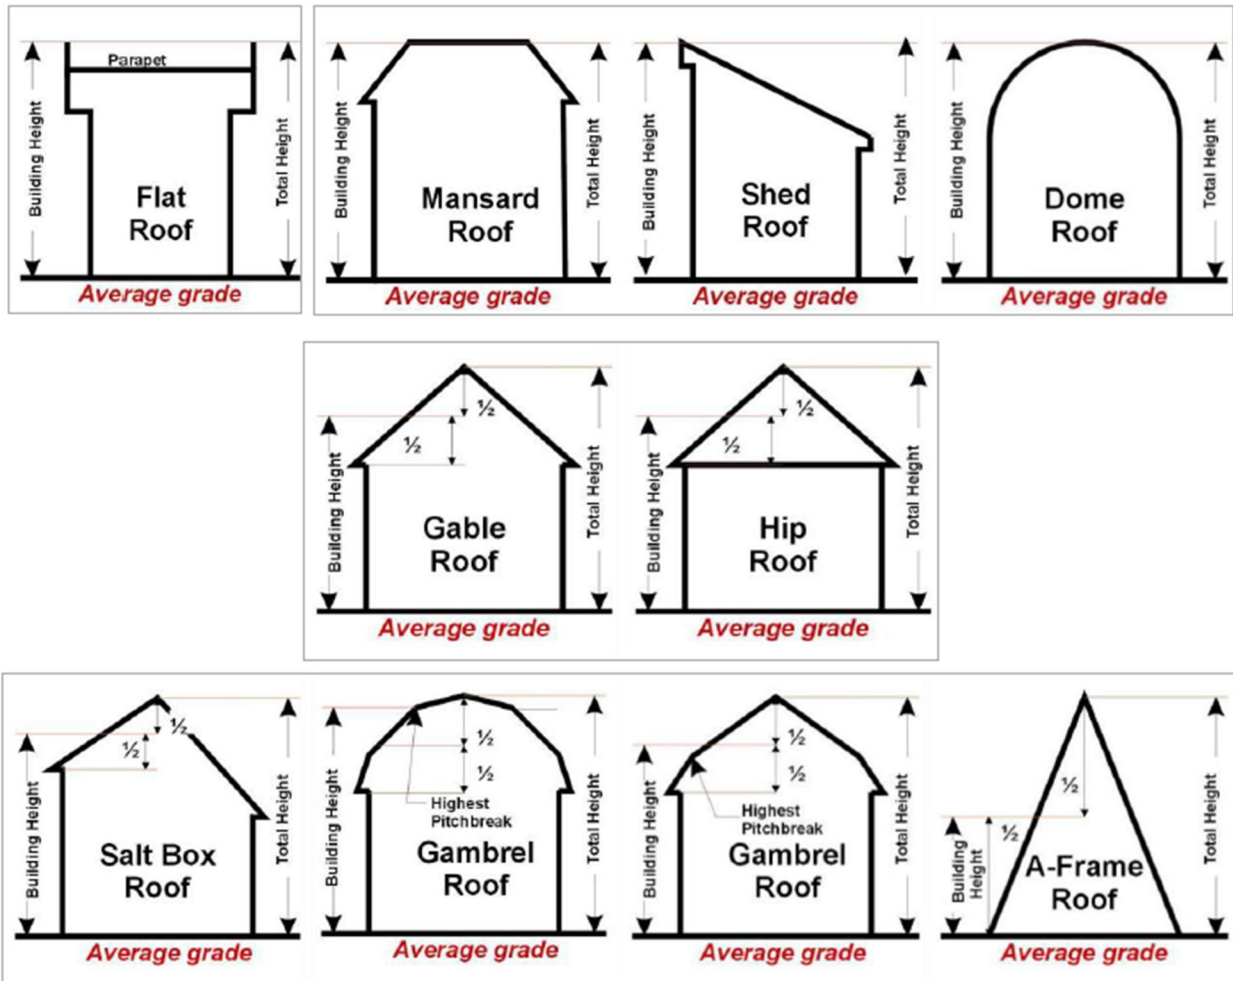 Parapet
Building Height
Total Height
Flat
Roof
Average grade
Building Height
Total Height
Mansard
Roof
Average grade
Building Height
Total Height
Shed
Roof
Average grade
Building Height
Total Height
Dome
Roof
Average grade
½
½
Building Height
Total Height
Gable
Roof
Average grade
½
½
Building Height
Total Height
Hip
Roof
Average grade
½
½
Building Height
Total Height
Salt Box
Roof
Average grade
½
½
Highest
Pitchbreak
Building Height
Total Height
Gambrel
Roof
Average grade
½
½
Highest
Pitchbreak
Building Height
Total Height
Gambrel
Roof
Average grade
½
½
Building
Height
Total Height
A-Frame
Roof
Average grade